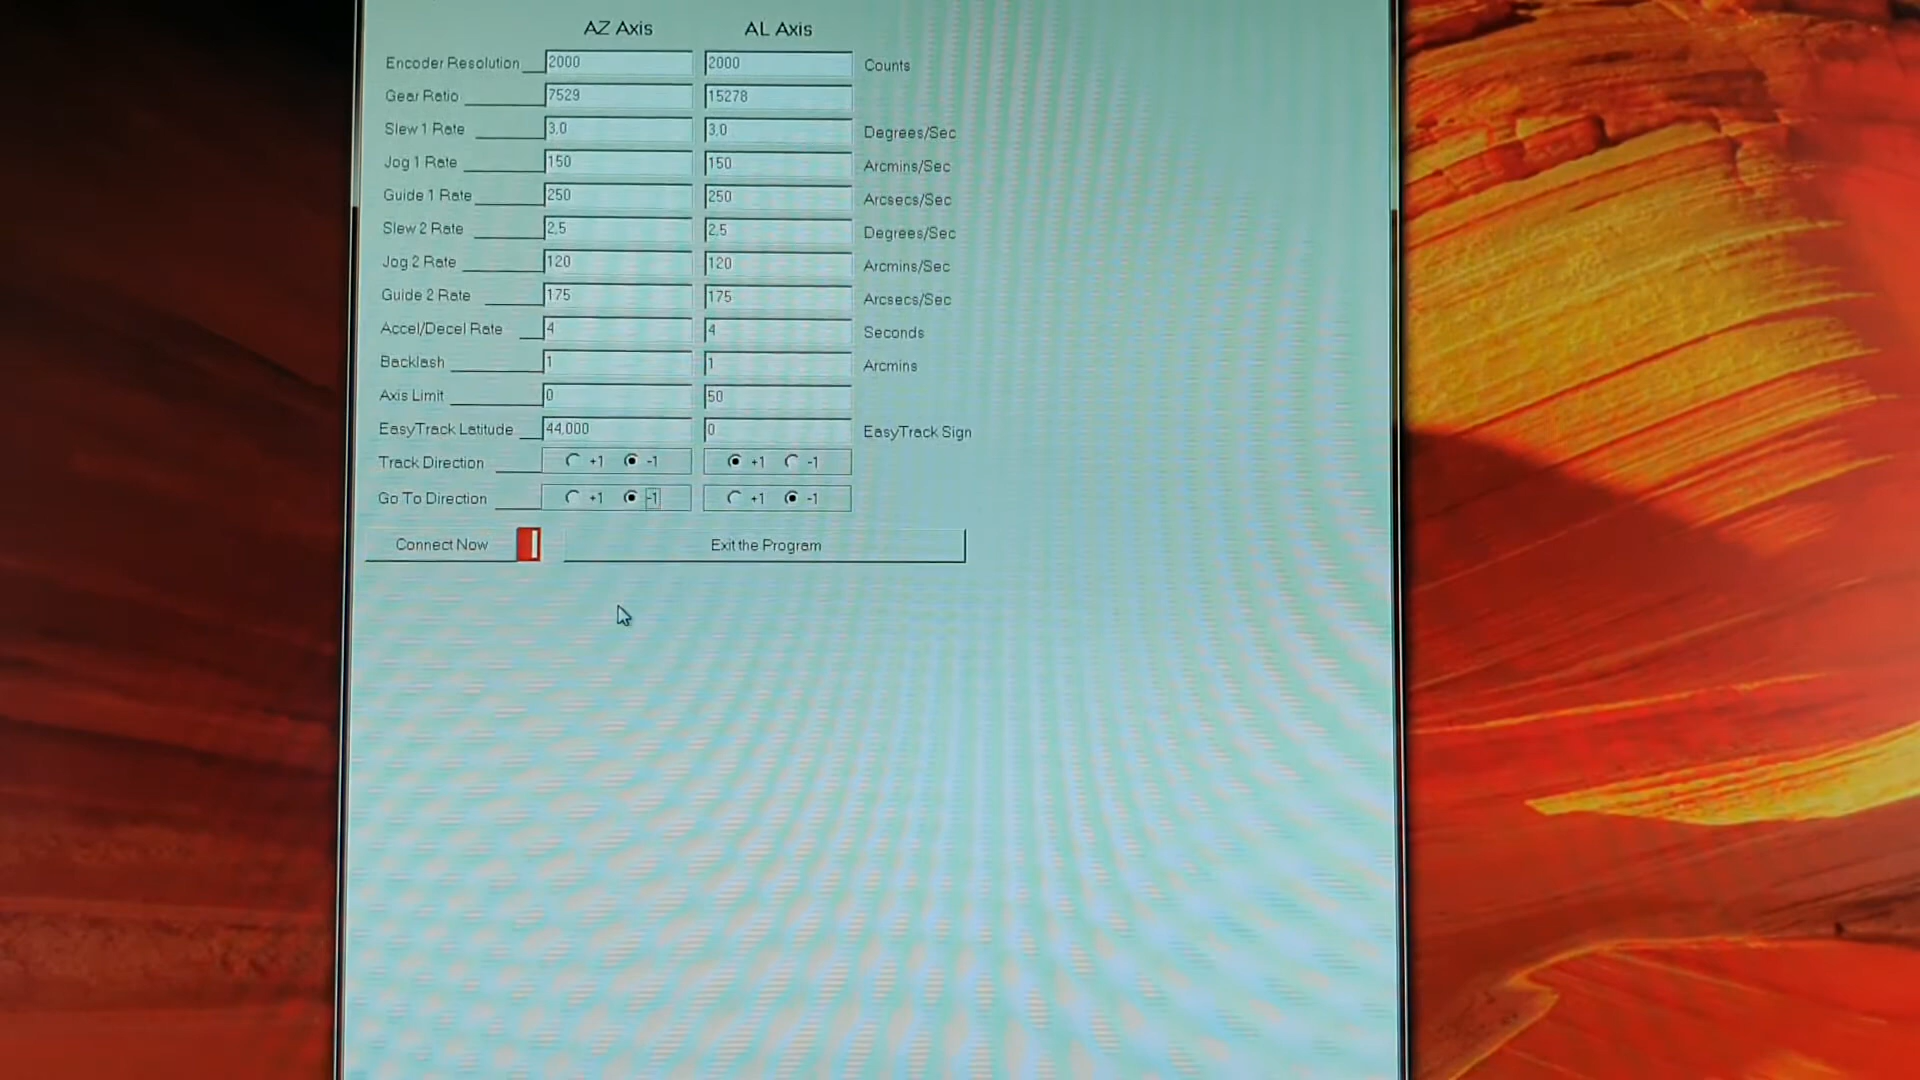 AZ Axis AL Axis
Encoder Resolution 2000 2000 Counts
Gear Ratio 7529 15278
Slew 1 Rate 3,0 3,0 Degrees/Sec
Jog 1 Rate 150 150 Arcmins/Sec
Guide 1 Rate 250 250 Arcsecs/Sec
Slew 2 Rate 2,5 2,5 Degrees/Sec
Jog 2 Rate 120 120 Arcmins/Sec
Guide 2 Rate 175 175 Arcsecs/Sec
Accel/Decel Rate 4 4 Seconds
Backlash 1 1 Arcmins
Axis Limit 0 50
EasyTrack Latitude 44,000 0 EasyTrack Sign
Track Direction +1 -1 +1 -1
Go To Direction +1 -1 +1 -1
Connect Now Exit the Program